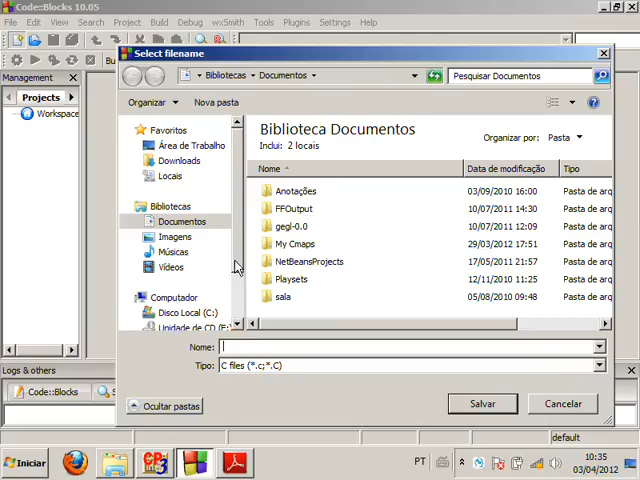 Code::Blocks 10.05
File Edit View Search Project Build Debug wxSmith Tools Plugins Settings Help
Select filename
Bibliotecas Documentos
Pesquisar Documentos
Organizar Nova pasta
Management
Projects
Workspace
Favoritos
Área de Trabalho
Downloads
Locais
Bibliotecas
Documentos
Imagens
Músicas
Vídeos
Computador
Disco Local (C:)
Unidade de CD (E:
Biblioteca Documentos
Inclui: 2 locais
Organizar por: Pasta
Nome Data de modificação Tipo
Anotações 03/09/2010 16:00 Pasta de arq
FFOutput 10/07/2011 14:30 Pasta de arq
gegl-0.0 10/07/2011 12:09 Pasta de arq
My Cmaps 29/03/2012 17:51 Pasta de arq
NetBeansProjects 17/05/2011 21:57 Pasta de arq
Playsets 12/11/2010 11:25 Pasta de arq
sala 05/08/2010 09:48 Pasta de arq
Nome:
Tipo: C files (*.c;*.C)
Ocultar pastas
Salvar Cancelar
Logs & others
Code::Blocks
default
Iniciar
PT
10:35
03/04/2012